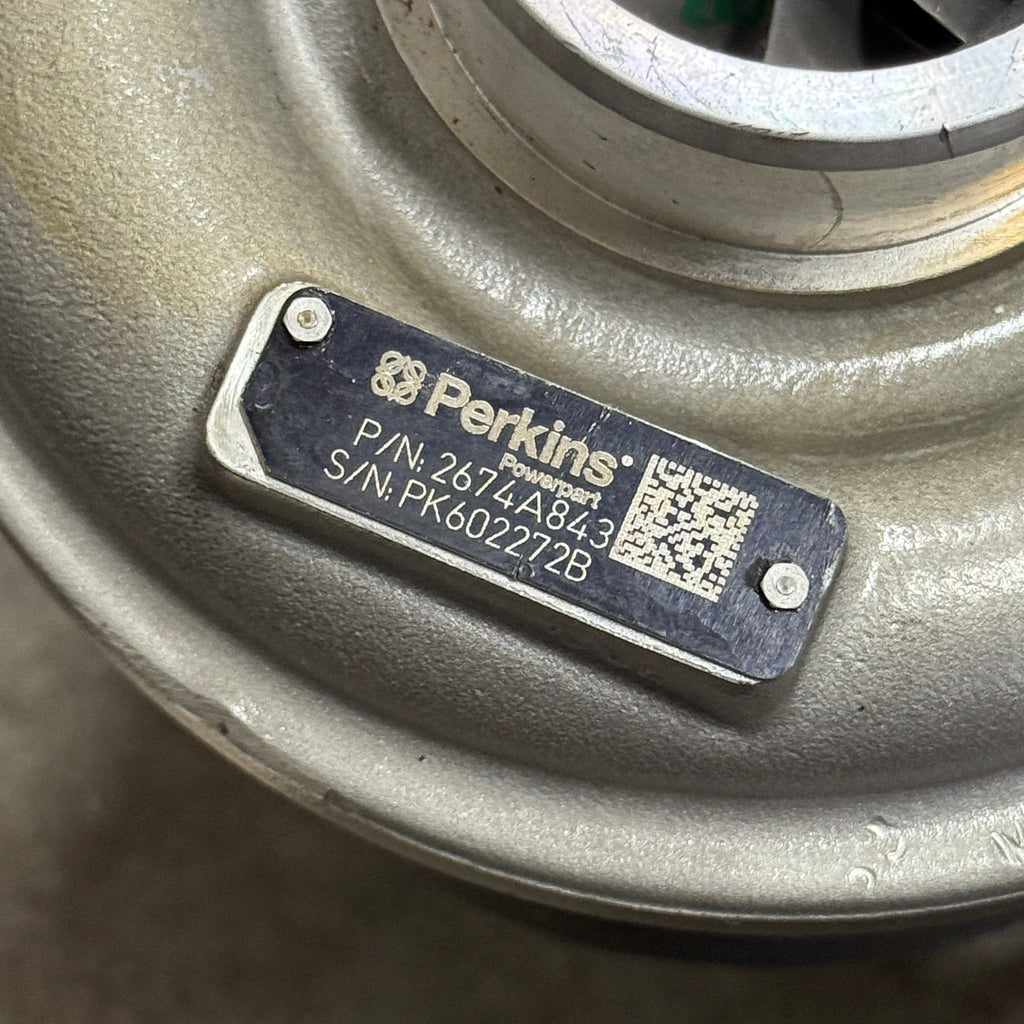 Perkins
Powerpart
P/N: 2674A843
S/N: PK602272B